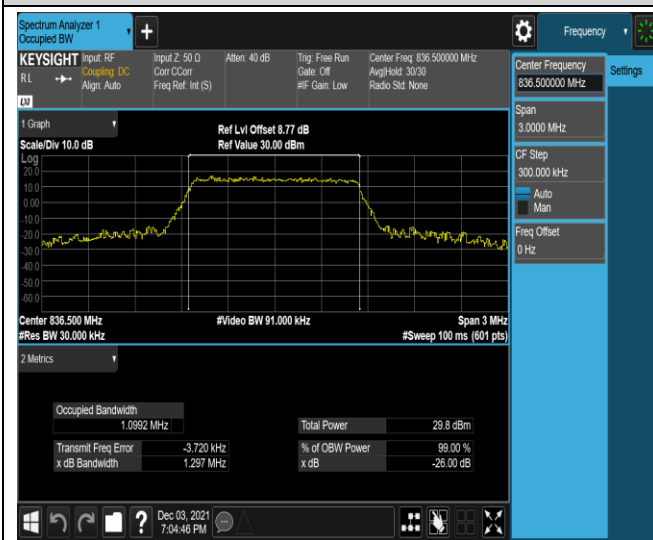 Spectrum Analyzer 1
Occupied BW
Frequency
KEYSIGHT
RL
LXI
Input: RF
Coupling: DC
Align: Auto
Input Z: 50 Ω
Corr CCorr
Freq Ref: Int (S)
Atten: 40 dB
Trig: Free Run
Gate: Off
#IF Gain: Low
Center Freq: 836.500000 MHz
Avg|Hold: 30/30
Radio Std: None
Center Frequency
836.500000 MHz
Settings
Span
3.0000 MHz
CF Step
300.000 kHz
Auto
Man
Freq Offset
0 Hz
1 Graph
Scale/Div 10.0 dB
Ref Lvl Offset 8.77 dB
Ref Value 30.00 dBm
Log
20.0
10.0
0.00
-10.0
-20.0
-30.0
-50.0
-60.0
Center 836.500 MHz
#Video BW 91.000 kHz
Span 3 MHz
#Res BW 30.000 kHz
#Sweep 100 ms (601 pts)
2 Metrics
Occupied Bandwidth
1.0992 MHz
Total Power 29.8 dBm
Transmit Freq Error -3.720 kHz
% of OBW Power 99.00 %
x dB Bandwidth 1.297 MHz
x dB -26.00 dB
?
Dec 03, 2021
7:04:46 PM